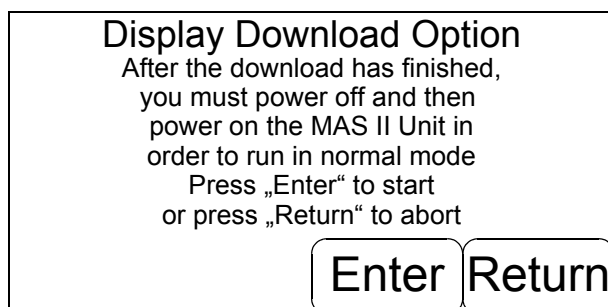 Display Download Option
After the download has finished,
you must power off and then
power on the MAS II Unit in
order to run in normal mode
Press „Enter“ to start
or press „Return“ to abort
Enter Return